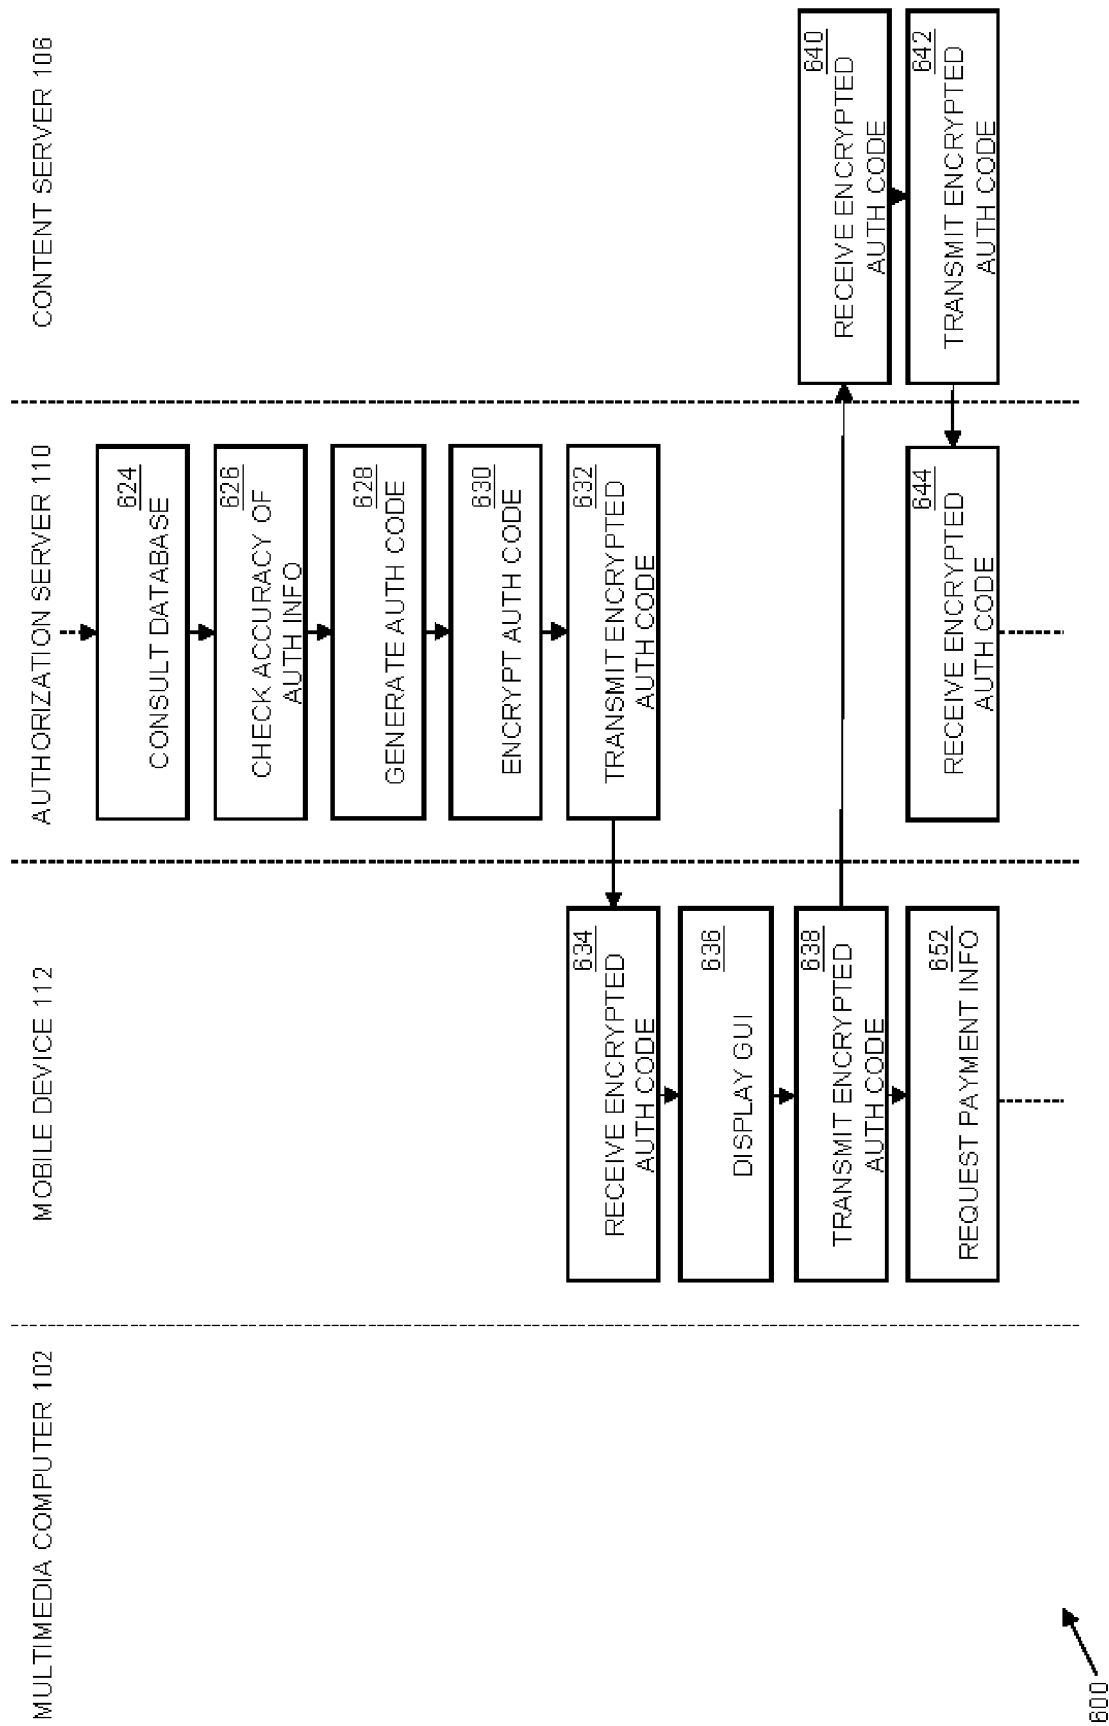 MULTIMEDIA COMPUTER 102
MOBILE DEVICE 112
AUTHORIZATION SERVER 110
CONTENT SERVER 106
624
CONSULT DATABASE
626
CHECK ACCURACY OF
AUTH INFO
628
GENERATE AUTH CODE
630
ENCRYPT AUTH CODE
632
TRANSMIT ENCRYPTED
AUTH CODE
634
RECEIVE ENCRYPTED
AUTH CODE
636
DISPLAY GUI
638
TRANSMIT ENCRYPTED
AUTH CODE
640
RECEIVE ENCRYPTED
AUTH CODE
642
TRANSMIT ENCRYPTED
AUTH CODE
644
RECEIVE ENCRYPTED
AUTH CODE
652
REQUEST PAYMENT INFO
600